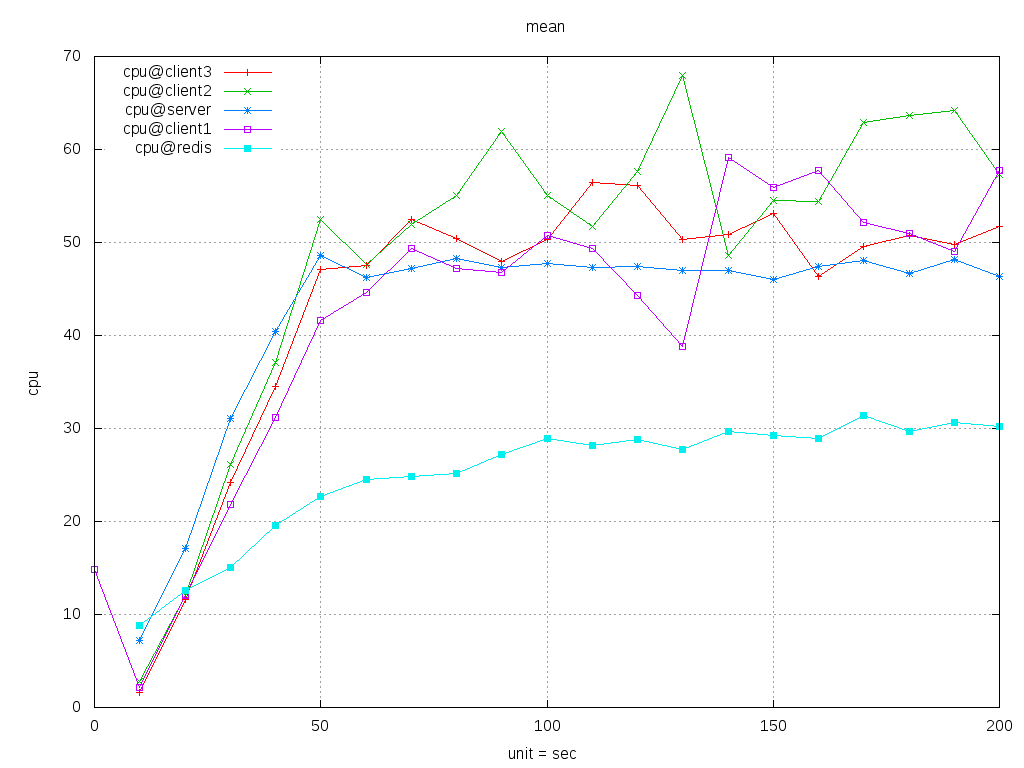 mean
70
cpu@client3
cpu@client2
cpu@server
cpu@client1
cpu@redis
60
50
40
cpu
30
20
10
0
0 50 100 150 200
unit = sec